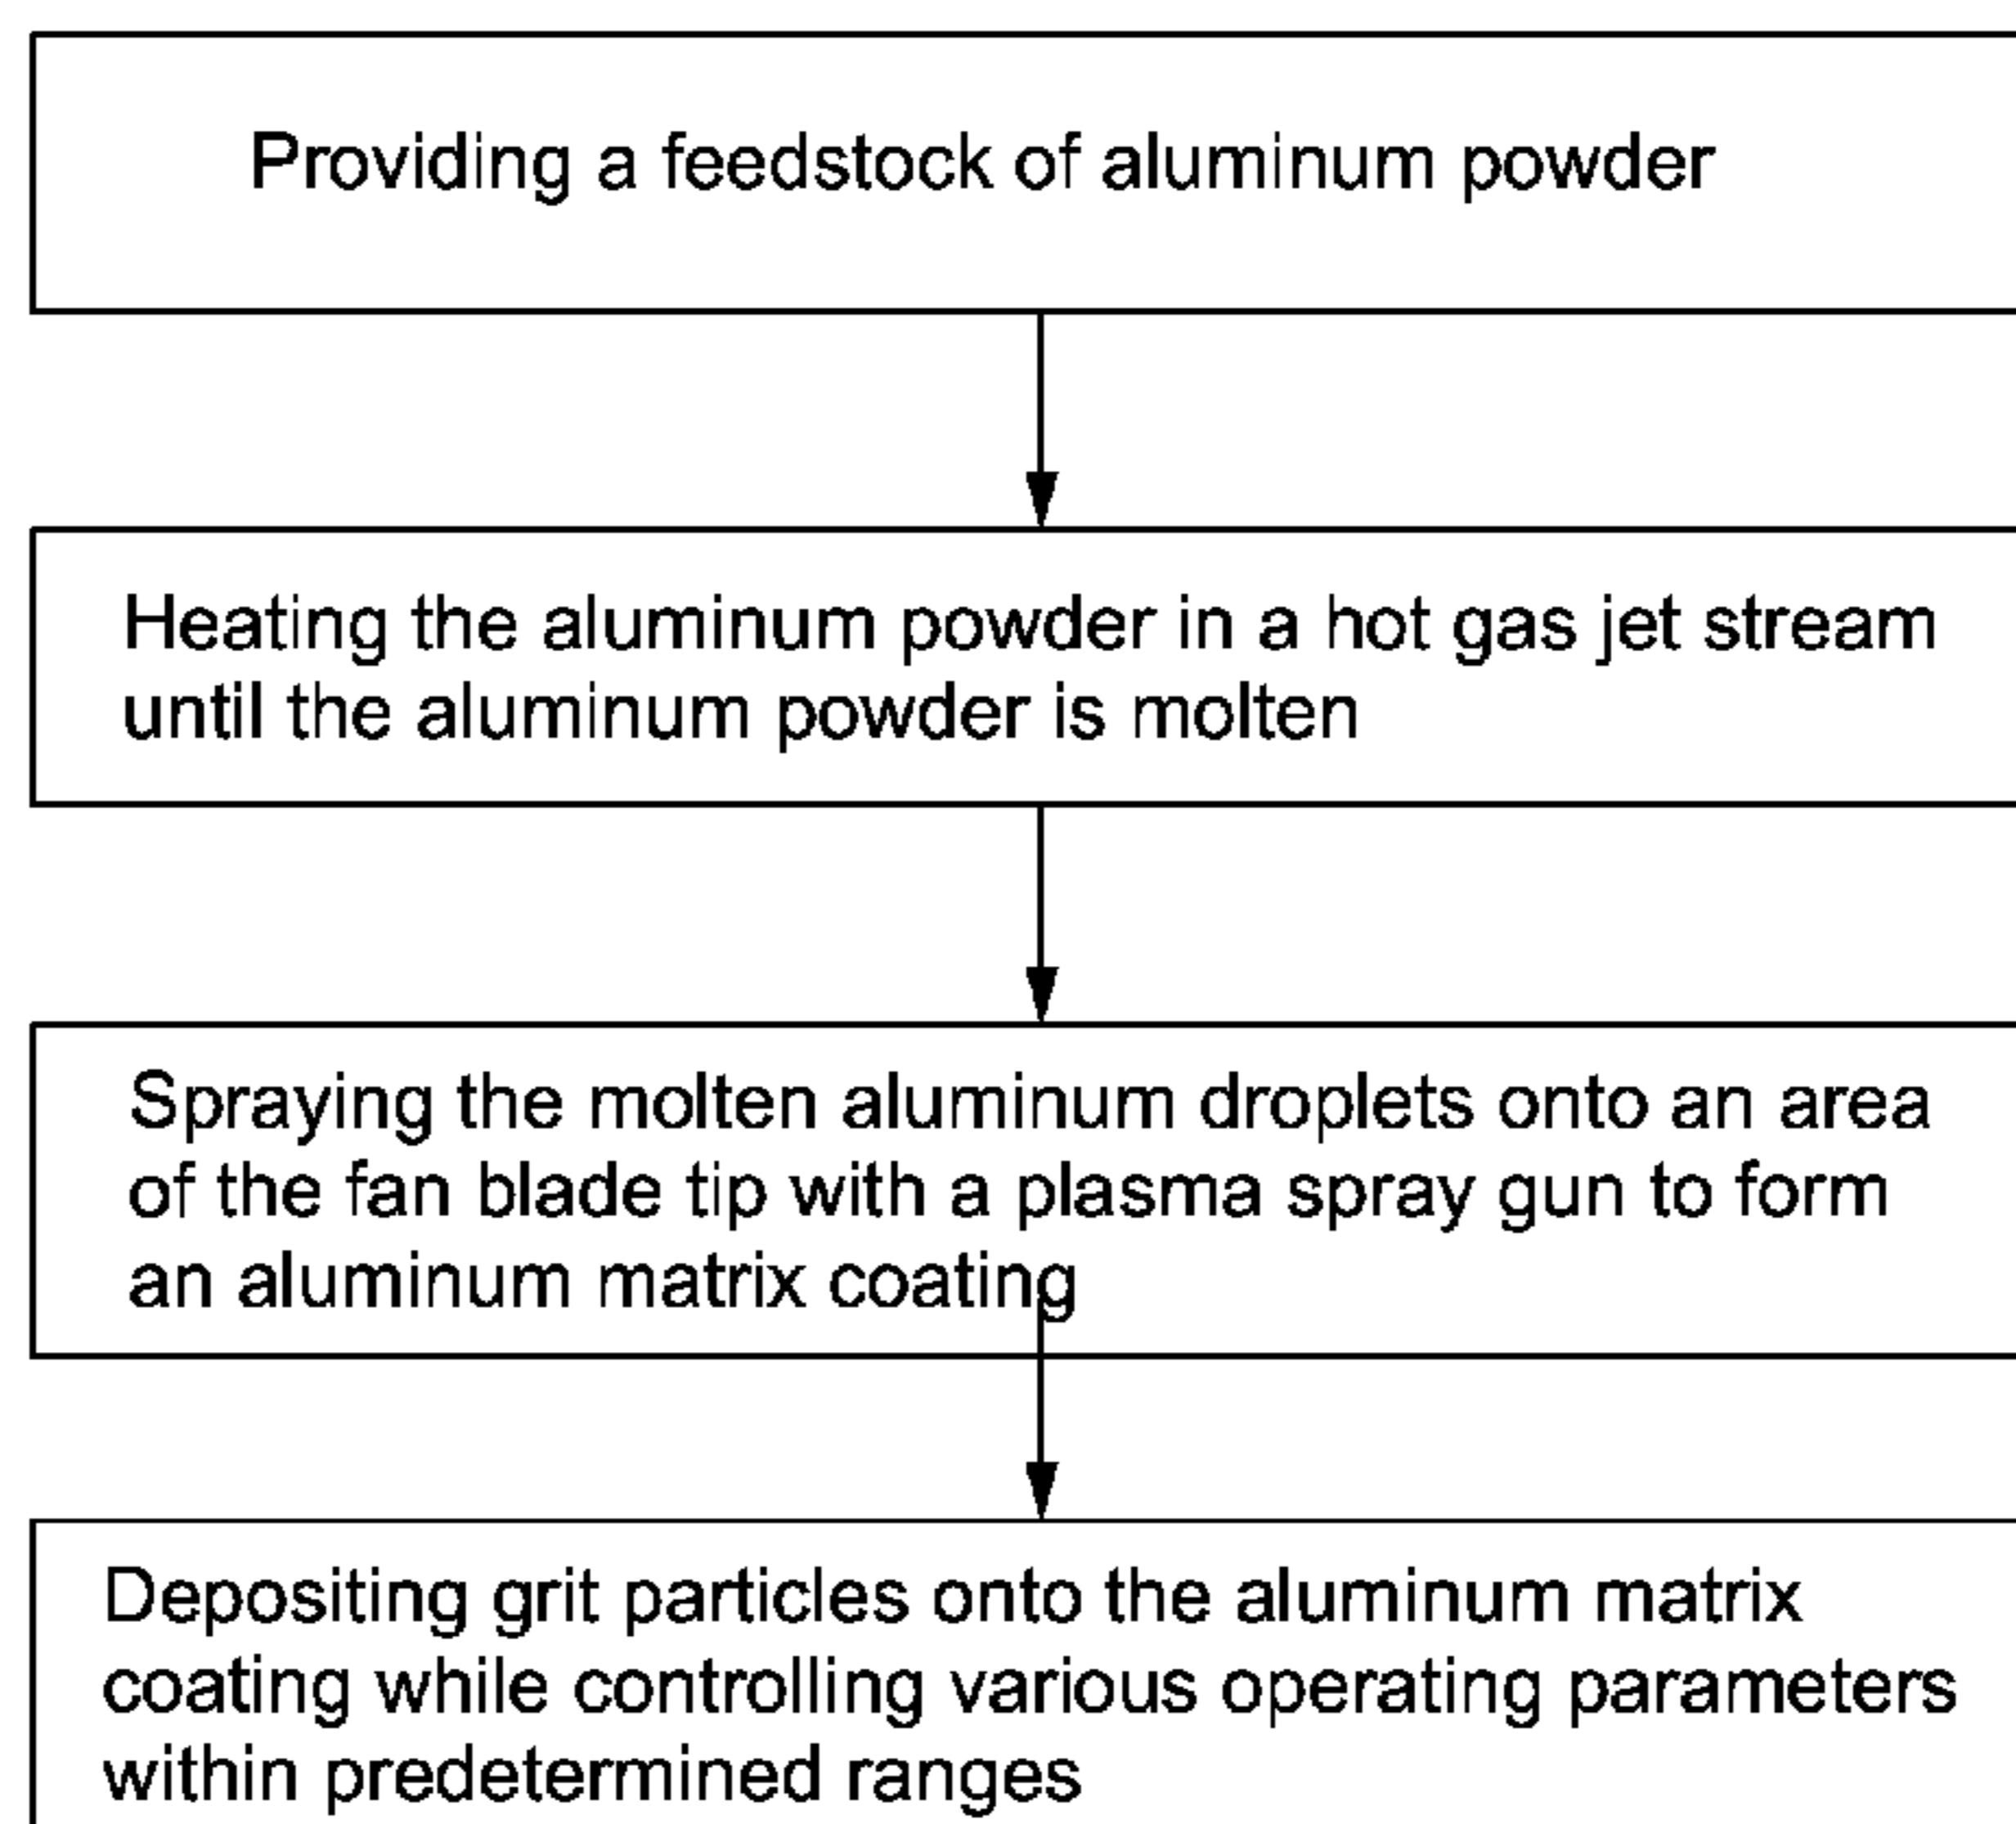 Providing a feedstock of aluminum powder
Heating the aluminum powder in a hot gas jet stream
until the aluminum powder is molten
Spraying the molten aluminum droplets onto an area
of the fan blade tip with a plasma spray gun to form
an aluminum matrix coating
Depositing grit particles onto the aluminum matrix
coating while controlling various operating parameters
within predetermined ranges